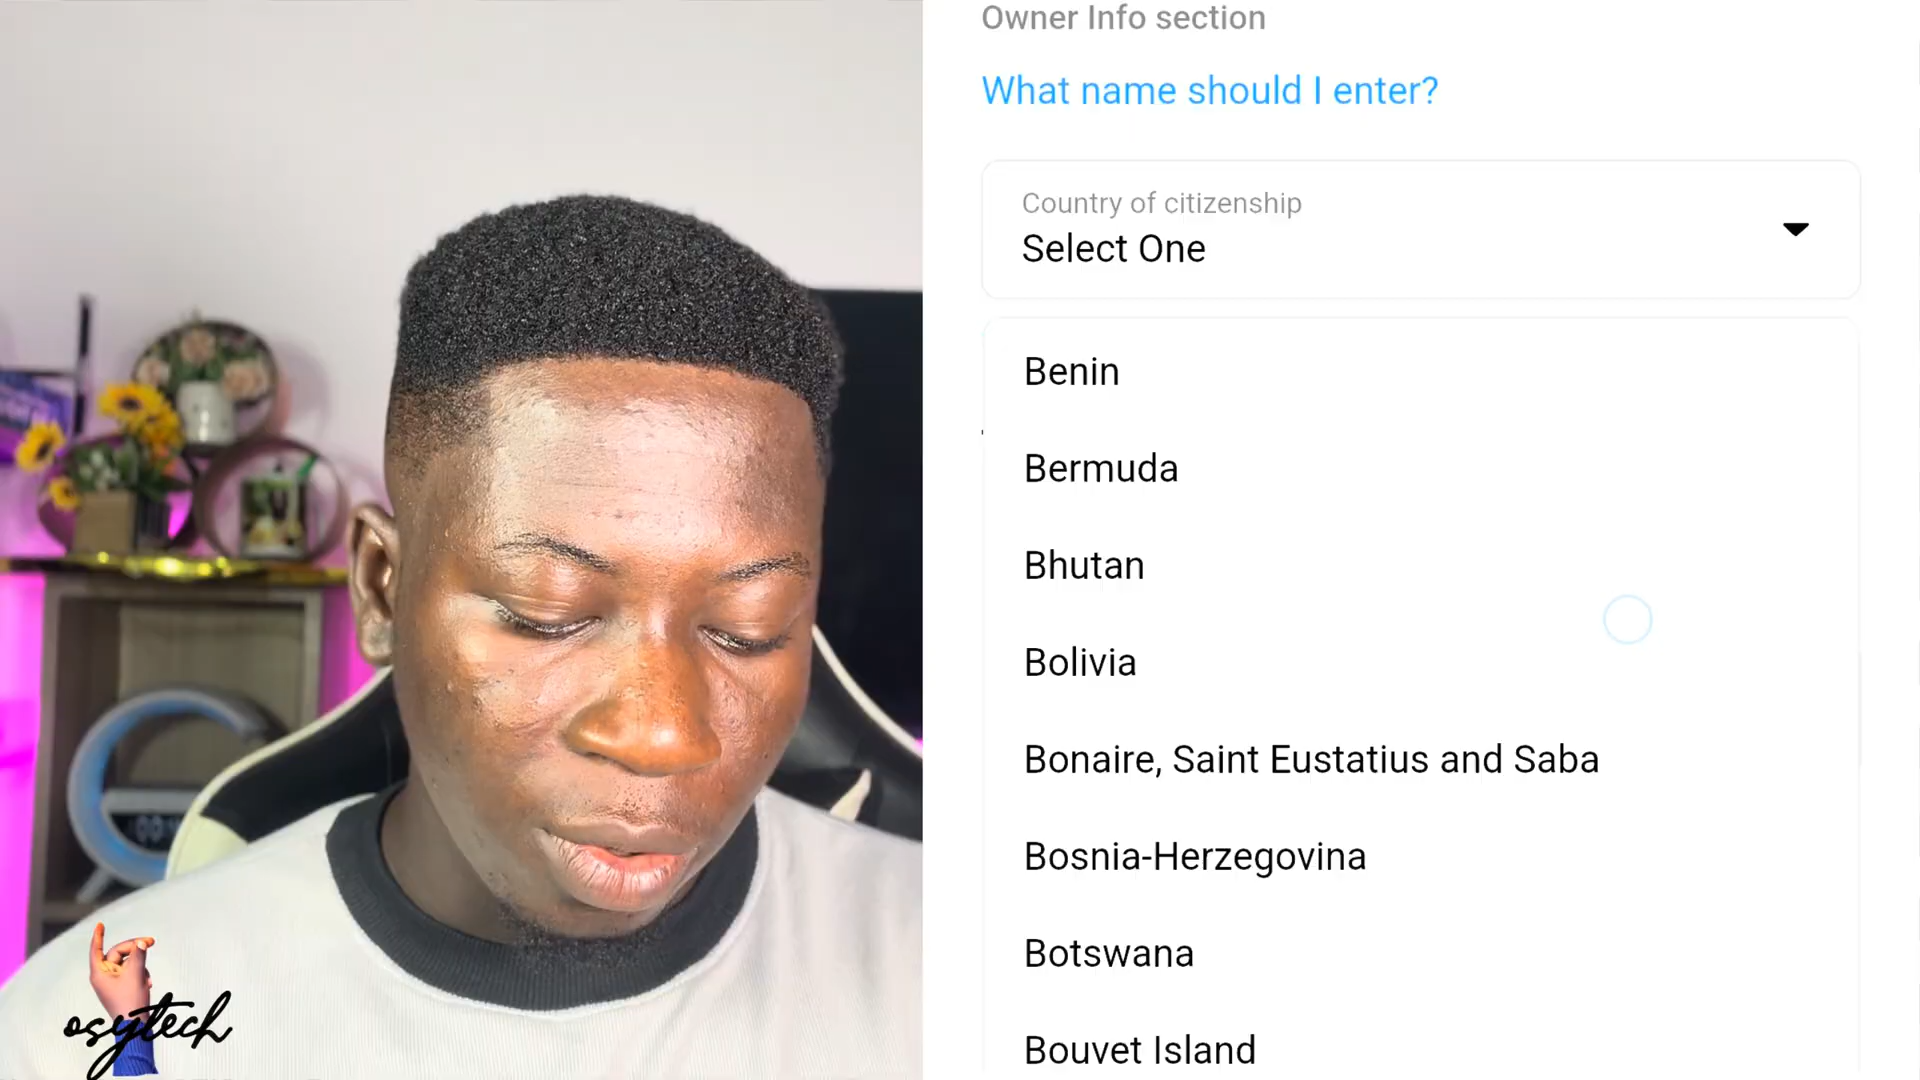 Owner Info section
What name should I enter?
Country of citizenship
Select One
Benin
Bermuda
Bhutan
Bolivia
Bonaire, Saint Eustatius and Saba
Bosnia-Herzegovina
Botswana
Bouvet Island
osytech